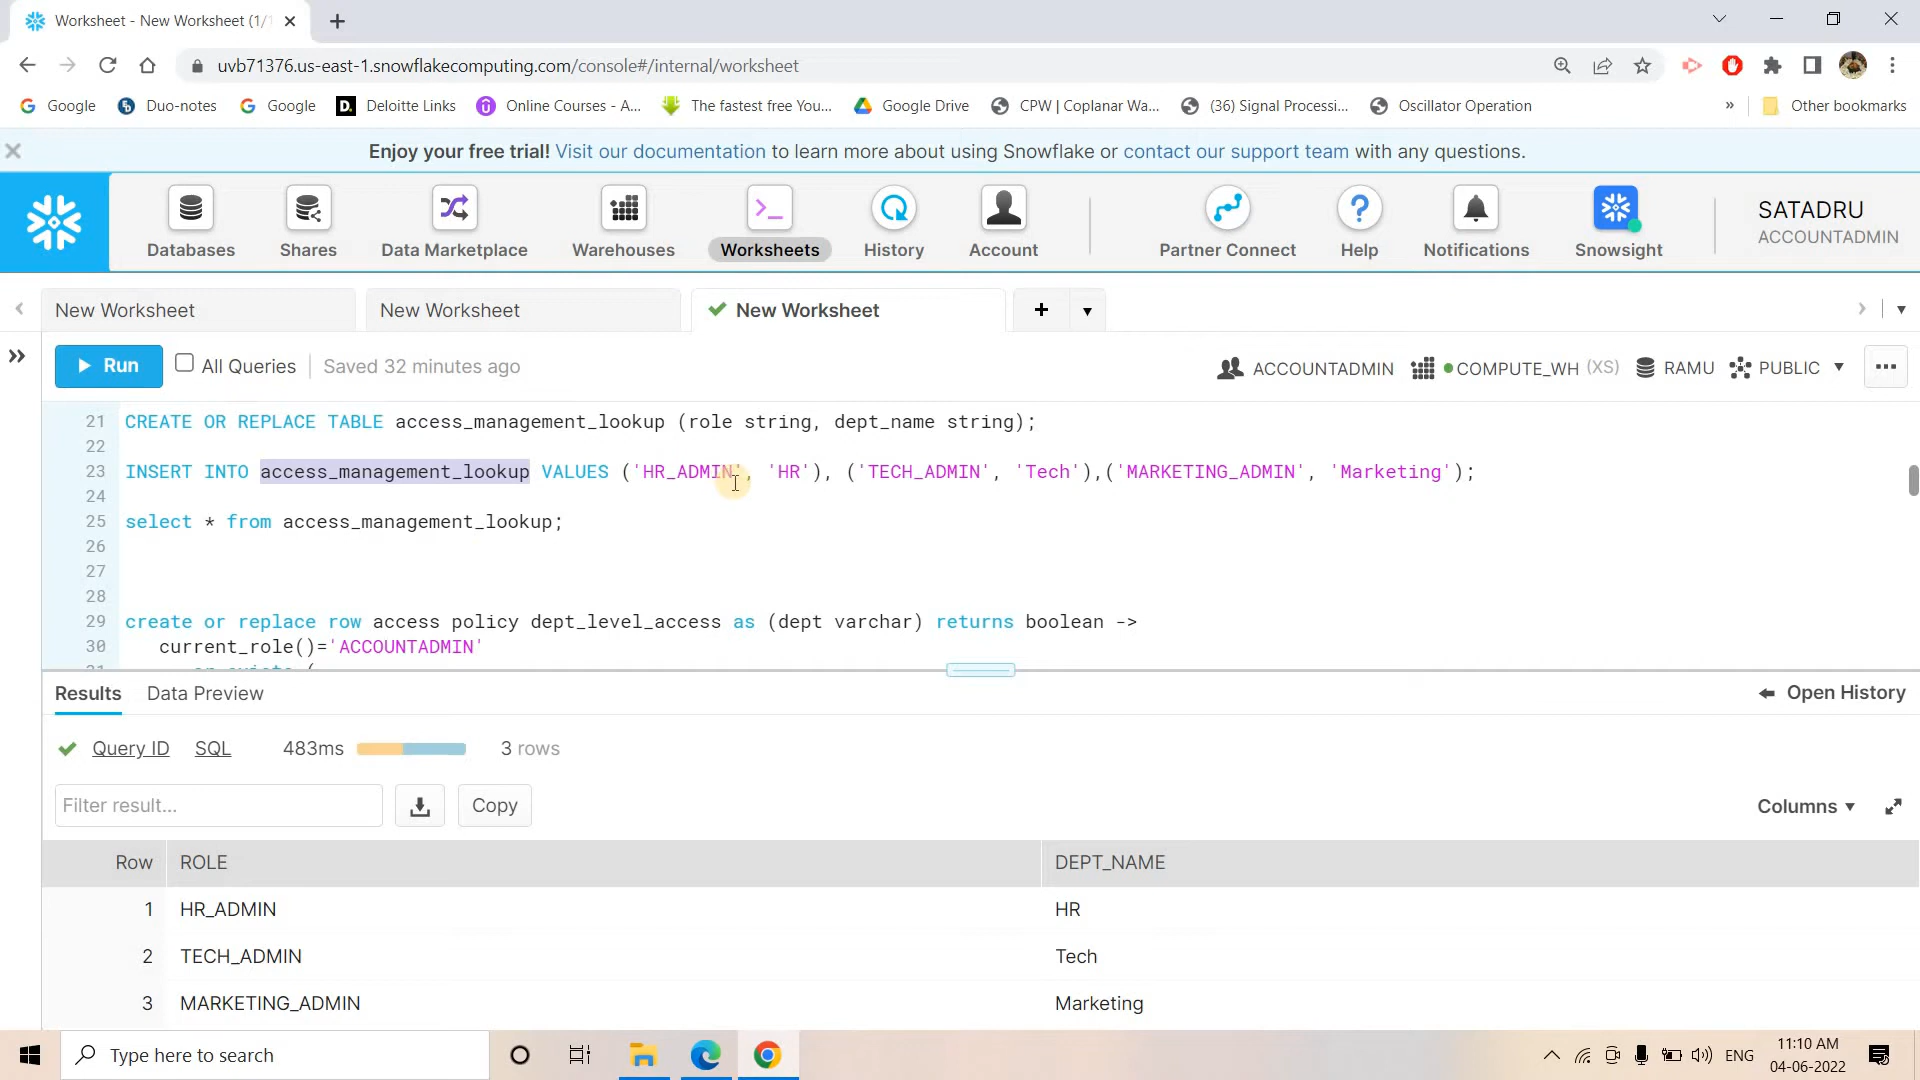 Worksheet - New Worksheet (1/1
uvb71376.us-east-1.snowflakecomputing.com/console#/internal/worksheet
Google Duo-notes Google Deloitte Links Online Courses - A... The fastest free You... Google Drive CPW | Coplanar Wa... (36) Signal Processi... Oscillator Operation » Other bookmarks
Enjoy your free trial! Visit our documentation to learn more about using Snowflake or contact our support team with any questions.
Databases Shares Data Marketplace Warehouses Worksheets History Account Partner Connect Help Notifications Snowsight
SATADRU
ACCOUNTADMIN
New Worksheet New Worksheet New Worksheet
Run All Queries Saved 32 minutes ago ACCOUNTADMIN COMPUTE_WH (XS) RAMU PUBLIC
21 CREATE OR REPLACE TABLE access_management_lookup (role string, dept_name string);
22
23 INSERT INTO access_management_lookup VALUES ('HR_ADMIN', 'HR'), ('TECH_ADMIN', 'Tech'),('MARKETING_ADMIN', 'Marketing');
24
25 select * from access_management_lookup;
26
27
28
29 create or replace row access policy dept_level_access as (dept varchar) returns boolean ->
30 current_role()='ACCOUNTADMIN'
31 or exists (
Results Data Preview Open History
Query ID SQL 483ms 3 rows
Filter result... Copy Columns
Row ROLE DEPT_NAME
1 HR_ADMIN HR
2 TECH_ADMIN Tech
3 MARKETING_ADMIN Marketing
Type here to search ENG 11:10 AM
04-06-2022